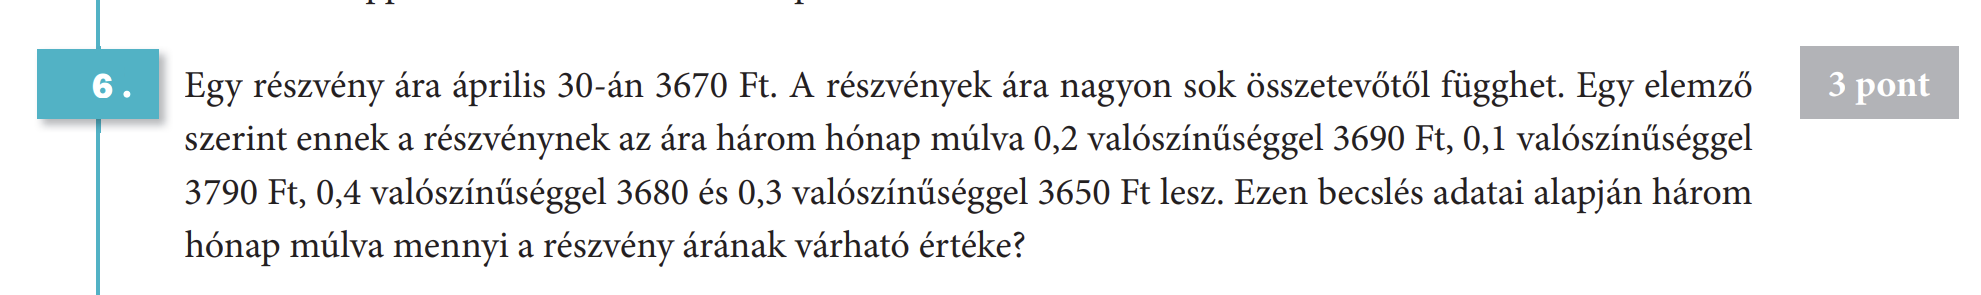 6. Egy részvény ára április 30-án 3670 Ft. A részvények ára nagyon sok összetevőtől függhet. Egy elemző 3 pont
szerint ennek a részvénynek az ára három hónap múlva 0,2 valószínűséggel 3690 Ft, 0,1 valószínűséggel
3790 Ft, 0,4 valószínűséggel 3680 és 0,3 valószínűséggel 3650 Ft lesz. Ezen becslés adatai alapján három
hónap múlva mennyi a részvény árának várható értéke?